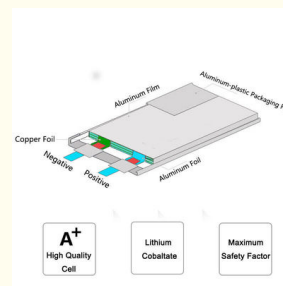 Aluminum Film
Aluminum-plastic Packaging
Copper Foil
Negative
Positive
Aluminum Foil
A+
High Quality
Cell
Lithium
Cobaltate
Maximum
Safety Factor